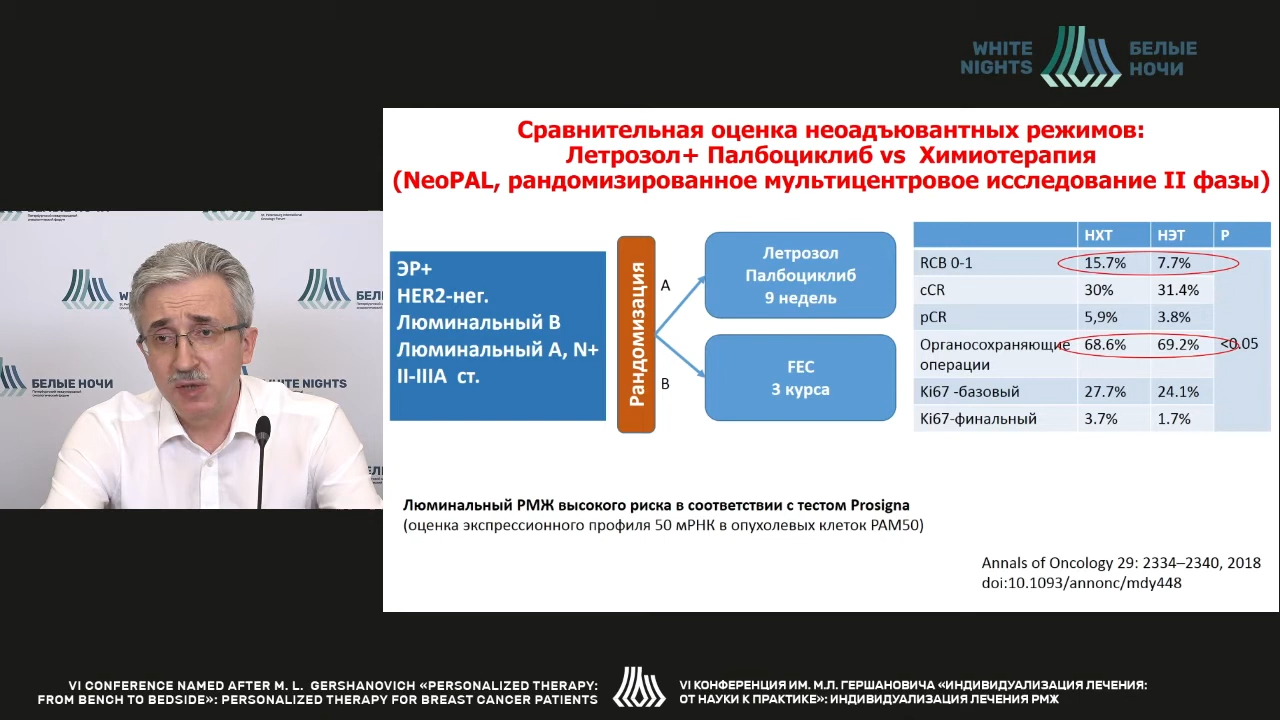 WHITE
NIGHTS
БЕЛЫЕ
НОЧИ
Сравнительная оценка неоадъювантных режимов:
Летрозол+ Палбоциклиб vs Химиотерапия
(NeoPAL, рандомизированное мультицентровое исследование II фазы)
ЭР+
HER2-нег.
Люминальный В
Люминальный А, N+
II-IIIA ст.
Рандомизация
A
B
Летрозол
Палбоциклиб
9 недель
FEC
3 курса
НХТ НЭТ P
RCB 0-1 15.7% 7.7%
cCR 30% 31.4%
pCR 5,9% 3.8%
Органосохраняющие 68.6% 69.2% <0.05
операции
Ki67 -базовый 27.7% 24.1%
Ki67-финальный 3.7% 1.7%
Люминальный РМЖ высокого риска в соответствии с тестом Prosigna
(оценка экспрессионного профиля 50 мРНК в опухолевых клеток PAM50)
Annals of Oncology 29: 2334–2340, 2018
doi:10.1093/annonc/mdy448
БЕЛЫЕ НОЧИ
WHITE NIGHTS
VI CONFERENCE NAMED AFTER M. L. GERSHANOVICH «PERSONALIZED THERAPY:
FROM BENCH TO BEDSIDE»: PERSONALIZED THERAPY FOR BREAST CANCER PATIENTS
VI КОНФЕРЕНЦИЯ ИМ. М.Л. ГЕРШАНОВИЧА «ИНДИВИДУАЛИЗАЦИЯ ЛЕЧЕНИЯ:
ОТ НАУКИ К ПРАКТИКЕ»: ИНДИВИДУАЛИЗАЦИЯ ЛЕЧЕНИЯ РМЖ